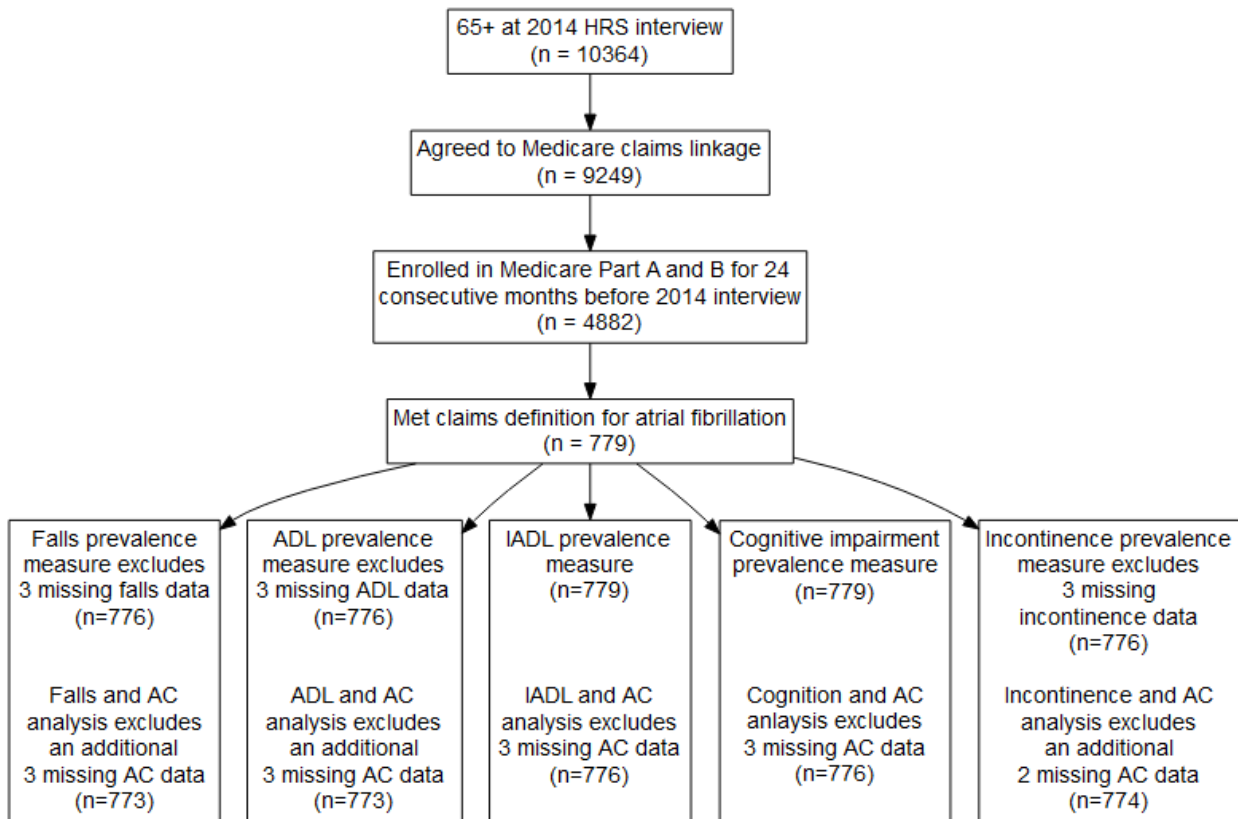 65+ at 2014 HRS interview
(n = 10364)
Agreed to Medicare claims linkage
(n = 9249)
Enrolled in Medicare Part A and B for 24
consecutive months before 2014 interview
(n = 4882)
Met claims definition for atrial fibrillation
(n = 779)
Falls prevalence
measure excludes
3 missing falls data
(n=776)
Falls and AC
analysis excludes
an additional
3 missing AC data
(n=773)
ADL prevalence
measure excludes
3 missing ADL data
(n=776)
ADL and AC
analysis excludes
an additional
3 missing AC data
(n=773)
IADL prevalence
measure
(n=779)
IADL and AC
analysis excludes
3 missing AC data
(n=776)
Cognitive impairment
prevalence measure
(n=779)
Cognition and AC
anlaysis excludes
3 missing AC data
(n=776)
Incontinence prevalence
measure excludes
3 missing
incontinence data
(n=776)
Incontinence and AC
analysis excludes
an additional
2 missing AC data
(n=774)